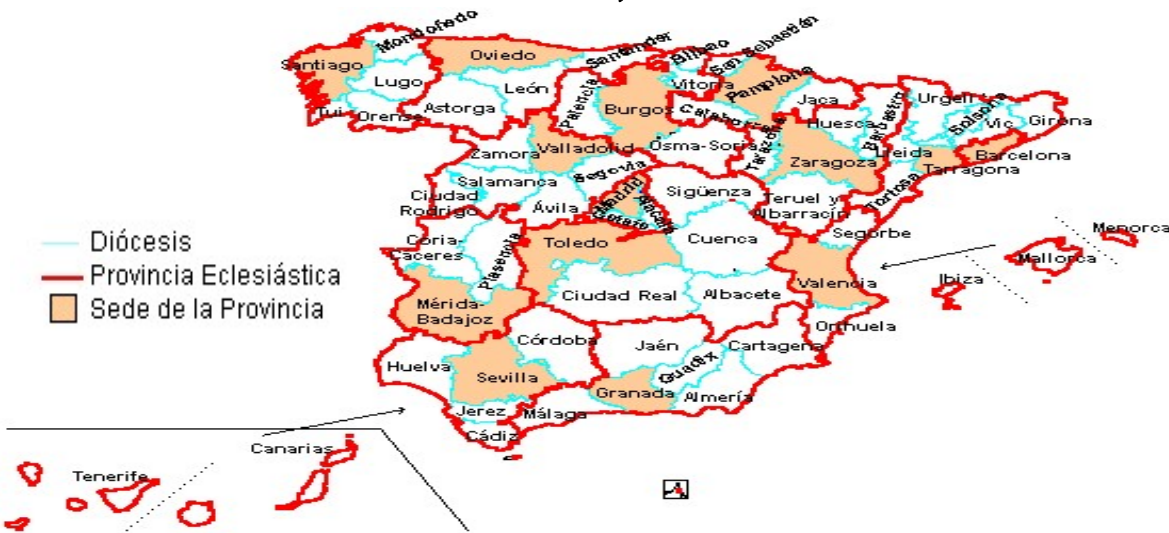 Mondoñedo
Santiago
Lugo
Tui
Orense
Oviedo
León
Astorga
Santander
Palencia
Burgos
Bilbao
Vitoria
San Sebastián
Pamplona
Calahorra
Jaca
Huesca
Barbastro
Urgell
Solsona
Vic
Girona
Zamora
Valladolid
Osma-Soria
Tarazona
Zaragoza
Lleida
Barcelona
Tarragona
Tortosa
Salamanca
Segovia
Ciudad
Rodrigo
Ávila
Madrid
Alcalá
Getafe
Sigüenza
Teruel y
Albarracín
Segorbe
Menorca
Mallorca
Ibiza
Diócesis
Provincia Eclesiástica
Sede de la Provincia
Coria-
Cáceres
Plasencia
Toledo
Cuenca
Valencia
Mérida-
Badajoz
Ciudad Real
Albacete
Orihuela
Huelva
Córdoba
Jaén
Cartagena
Sevilla
Guadix
Granada
Almería
Jerez
Málaga
Cádiz
Canarias
Tenerife